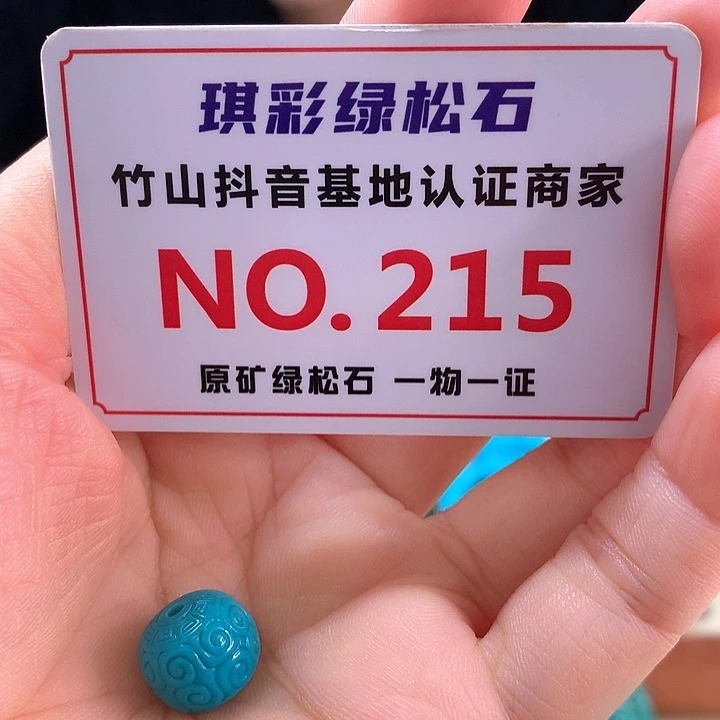 琪彩绿松石
竹山抖音基地认证商家
NO.215
原矿绿松石 一物一证